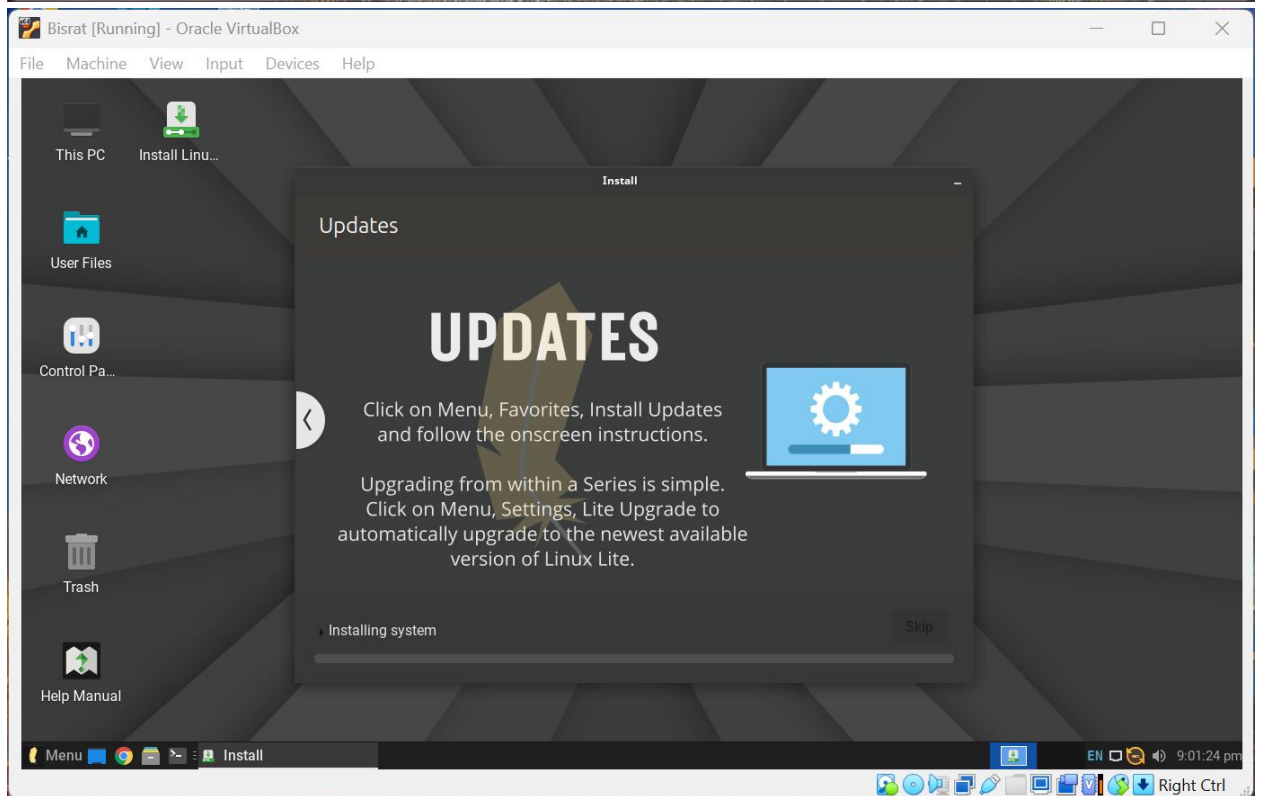 Bisrat [Running] - Oracle VirtualBox
File Machine View Input Devices Help
This PC
Install Linu...
User Files
Control Pa...
Network
Trash
Help Manual
Install
Updates
UPDATES
Click on Menu, Favorites, Install Updates
and follow the onscreen instructions.
Upgrading from within a Series is simple.
Click on Menu, Settings, Lite Upgrade to
automatically upgrade to the newest available
version of Linux Lite.
Installing system
Skip
Menu
Install
EN
9:01:24 pm
Right Ctrl